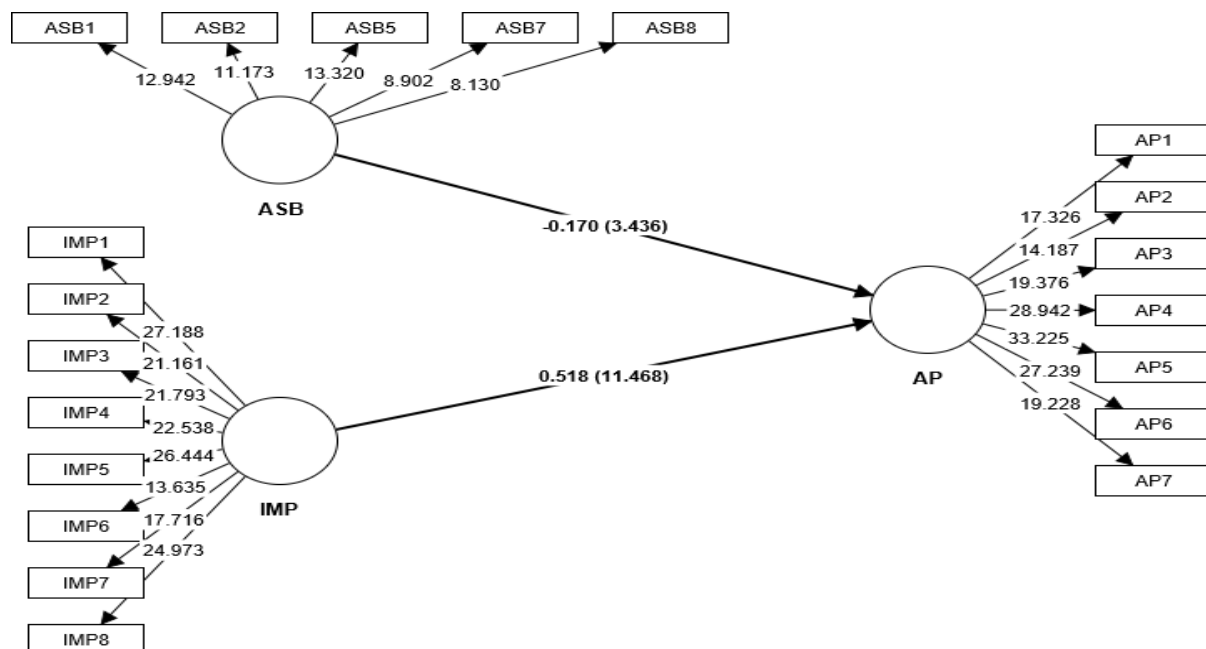 ASB1 ASB2 ASB5 ASB7 ASB8
12.942 11.173 13.320 8.902 8.130
ASB
-0.170 (3.436)
IMP1
IMP2
IMP3
IMP4
IMP5
IMP6
IMP7
IMP8
27.188
21.161
21.793
22.538
26.444
13.635
17.716
24.973
IMP
0.518 (11.468)
AP
17.326
14.187
19.376
28.942
33.225
27.239
19.228
AP1
AP2
AP3
AP4
AP5
AP6
AP7